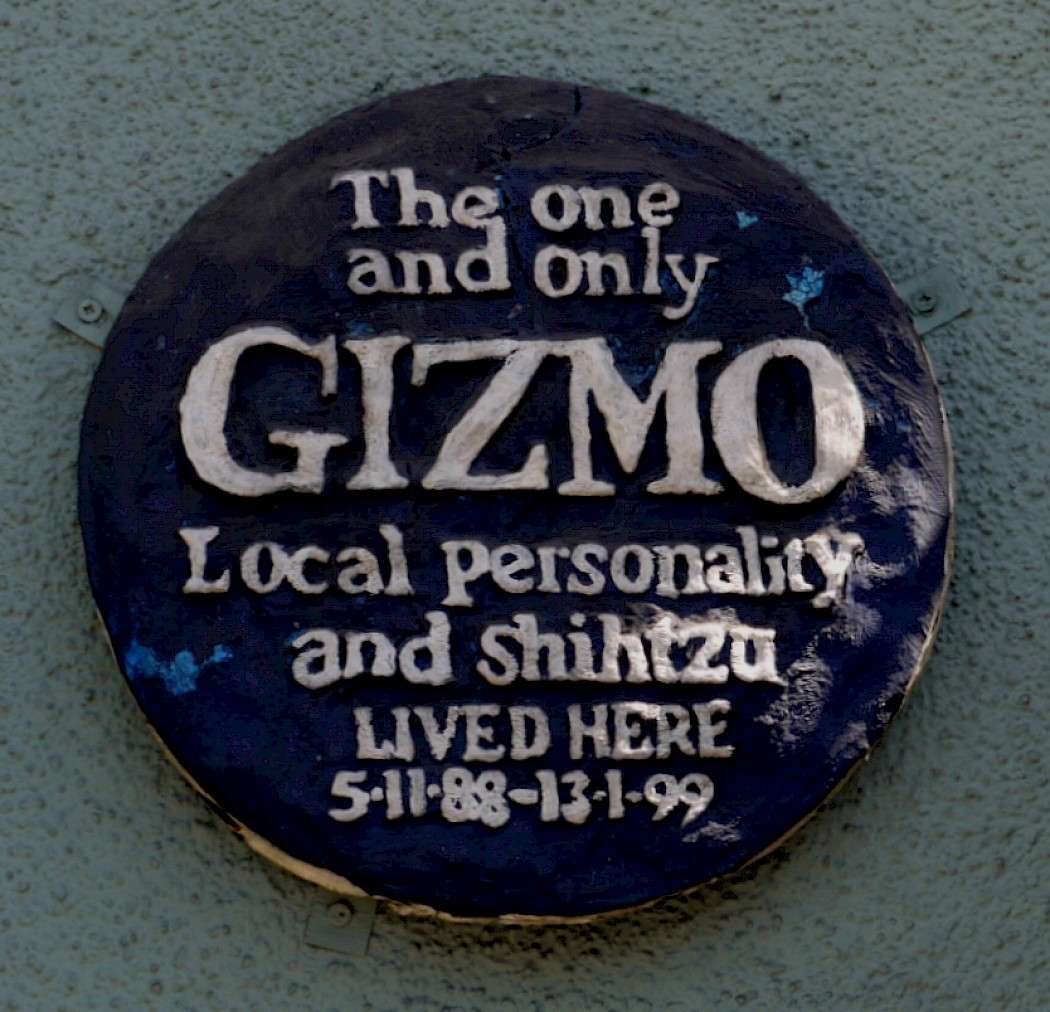 The one
and only
GIZMO
Local personality
and shihtzu
LIVED HERE
5·11·88-13·1·99